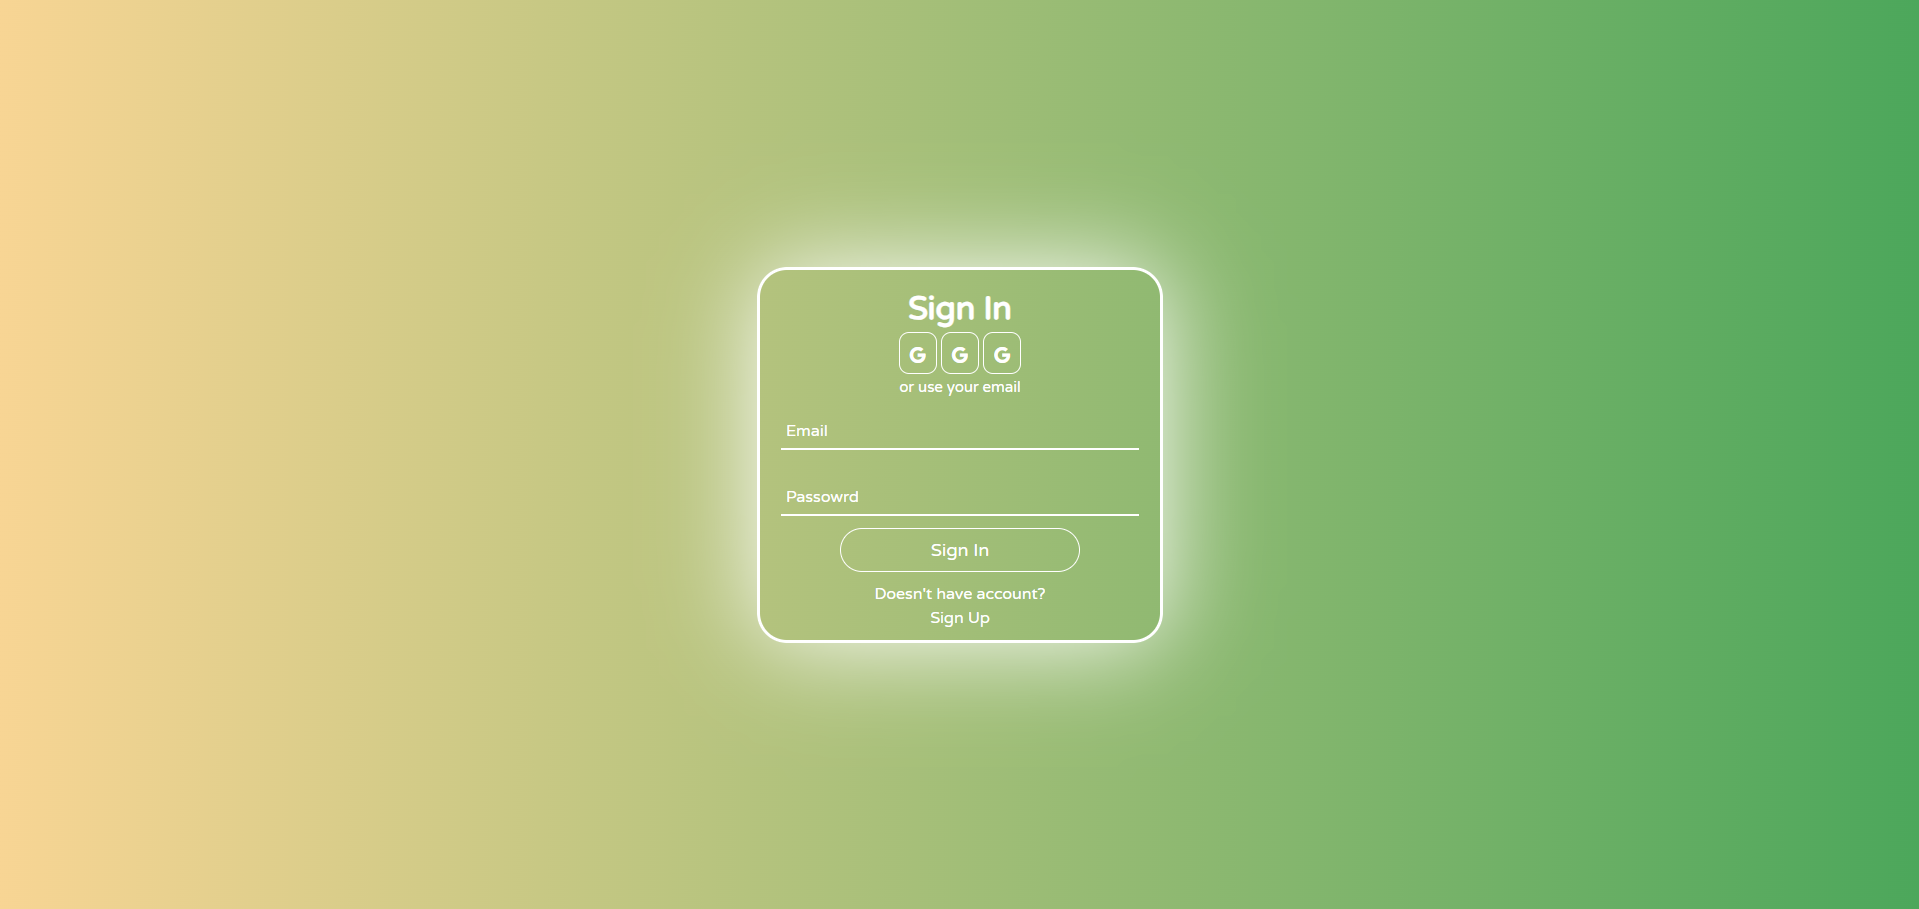 Sign In
G G G
or use your email
Email
Passowrd
Sign In
Doesn't have account?
Sign Up